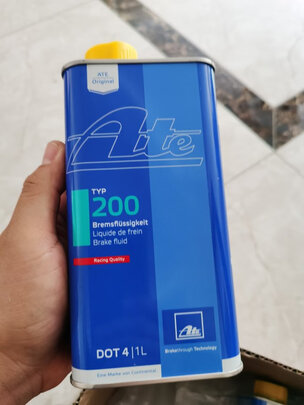 ATE
Original
Ate
TYP
200
Bremsflüssigkeit
Liquide de frein
Brake fluid
Racing Quality
Ate
Brakethrough Technology
DOT 4 | 1L
Eine Marke von Continental